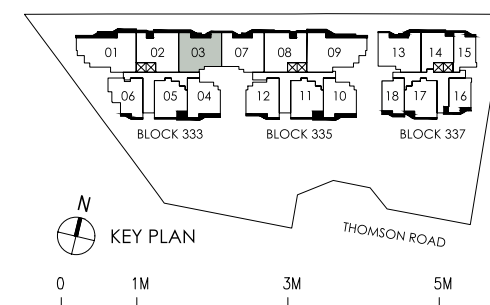 01 02 03 07 08 09 13 14 15
06 05 04 12 11 10 18 17 16
BLOCK 333 BLOCK 335 BLOCK 337
THOMSON ROAD
N
KEY PLAN
0 1M 3M 5M